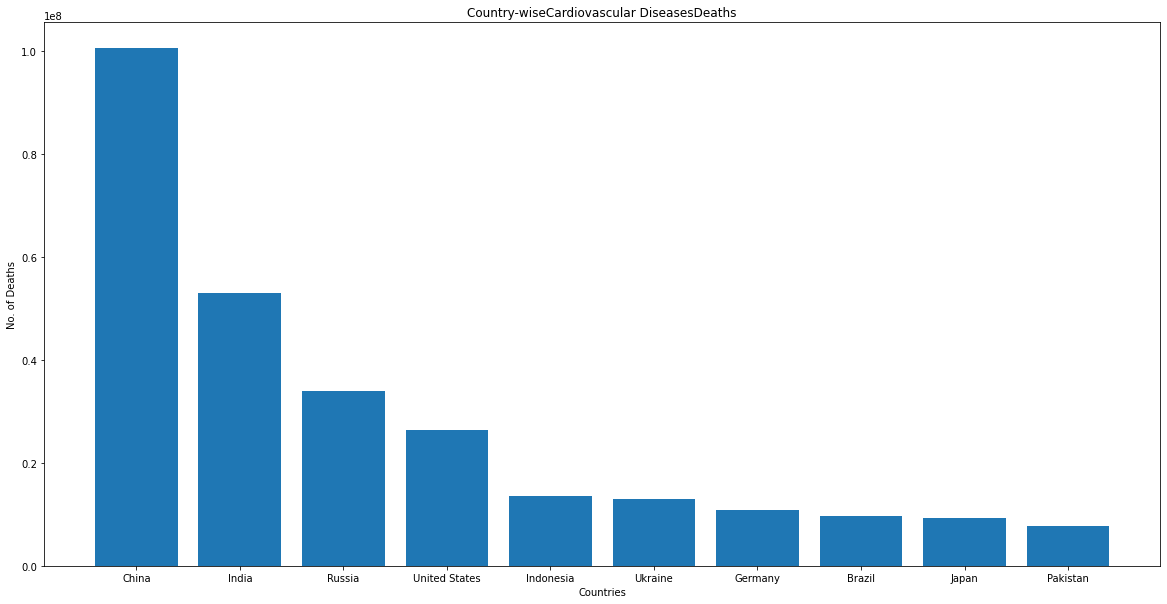 Country-wiseCardiovascular DiseasesDeaths
1e8
1.0
0.8
0.6
0.4
0.2
0.0
No. of Deaths
China India Russia United States Indonesia Ukraine Germany Brazil Japan Pakistan
Countries